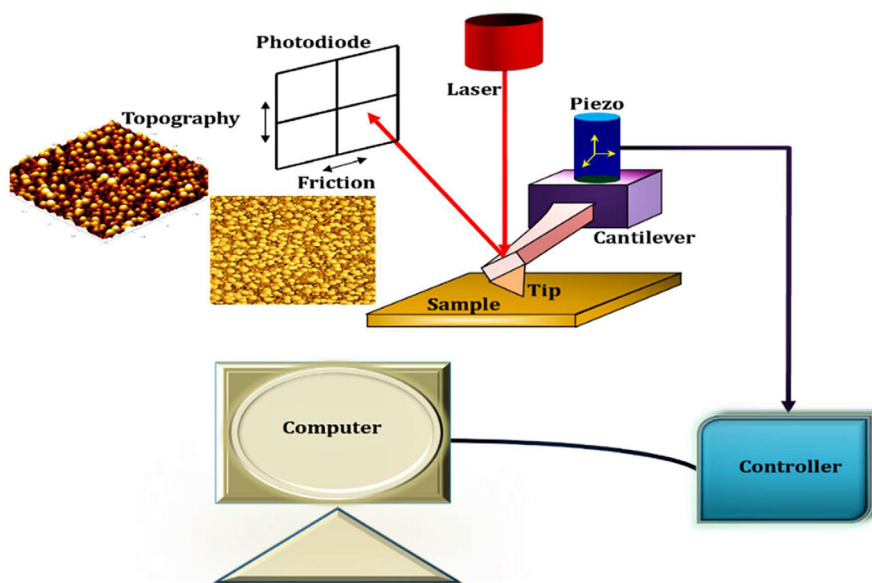 Photodiode
Laser
Piezo
Topography
Friction
Cantilever
Tip
Sample
Computer
Controller